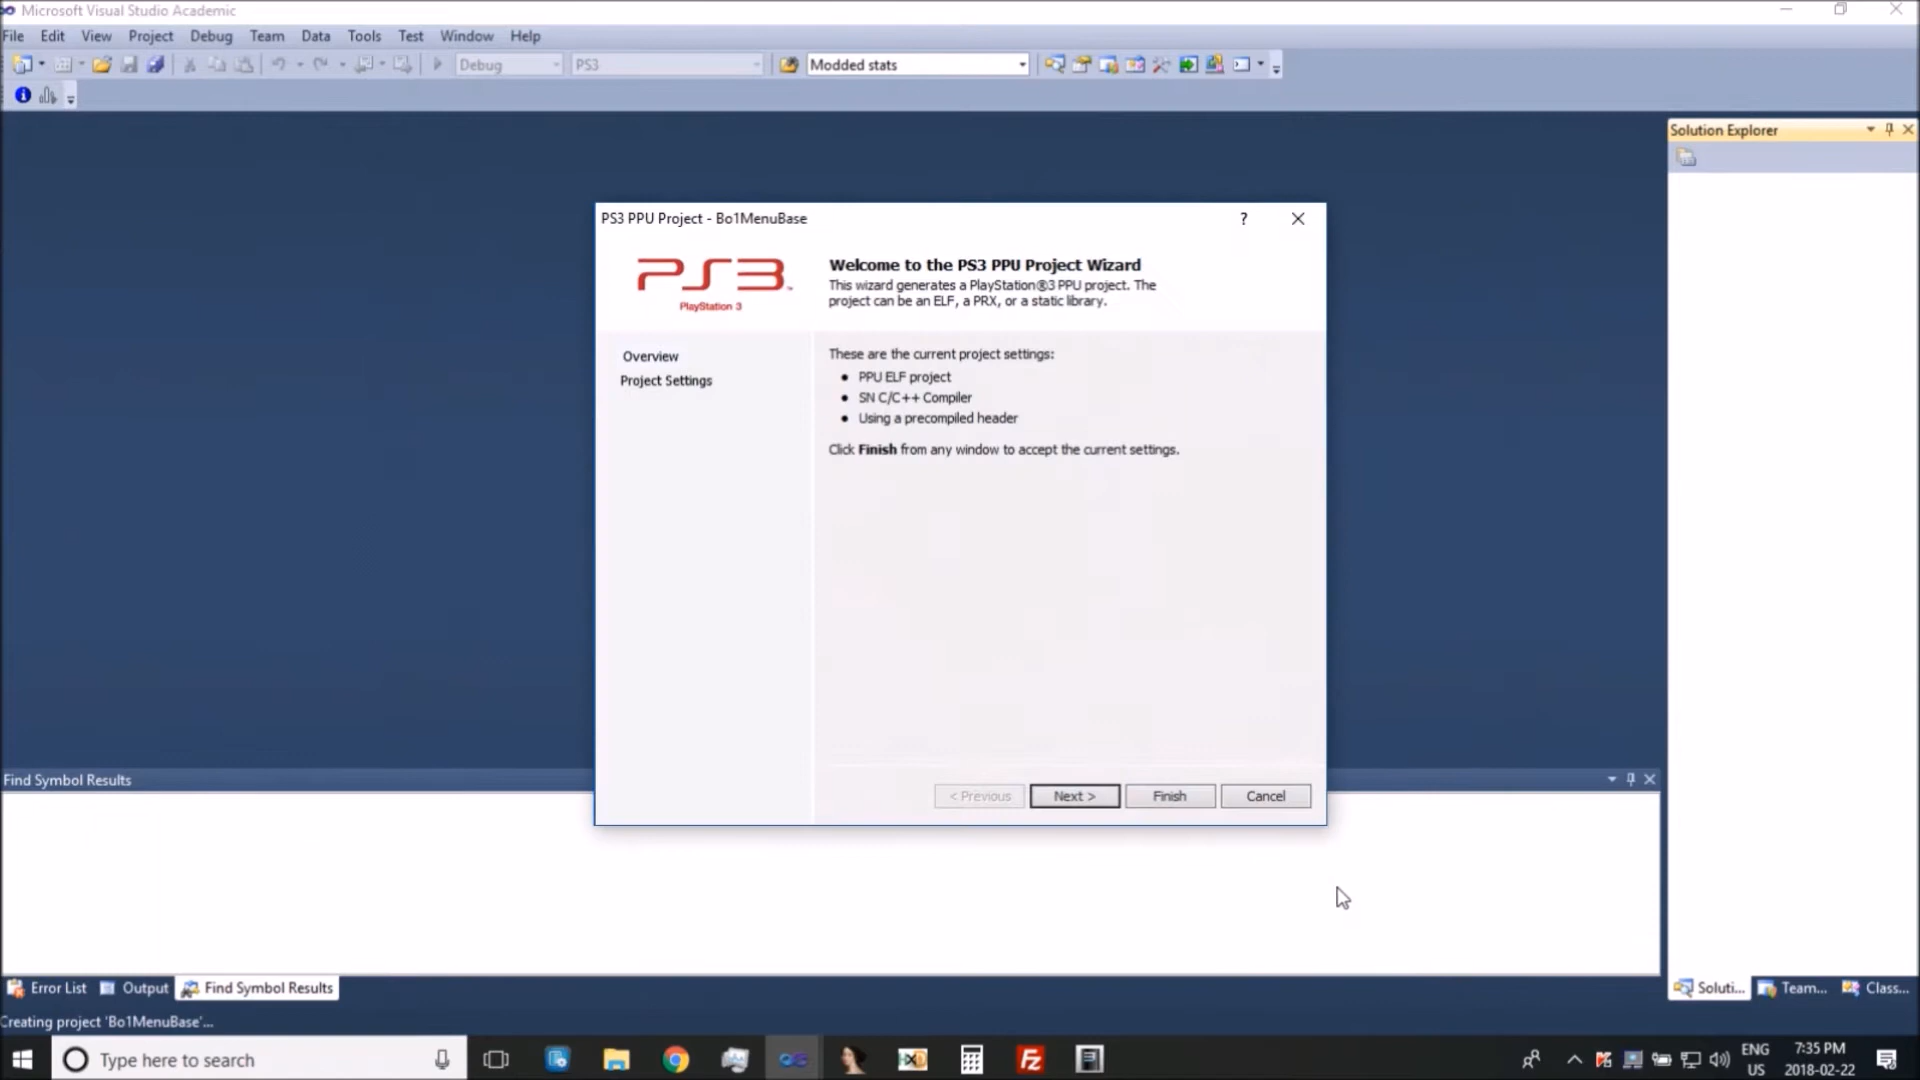 Microsoft Visual Studio Academic
File Edit View Project Debug Team Data Tools Test Window Help
Debug PS3 Modded stats
Solution Explorer
PS3 PPU Project - Bo1MenuBase ?
PS3™
PlayStation 3
Welcome to the PS3 PPU Project Wizard
This wizard generates a PlayStation®3 PPU project. The
project can be an ELF, a PRX, or a static library.
Overview
Project Settings
These are the current project settings:
• PPU ELF project
• SN C/C++ Compiler
• Using a precompiled header
Click Finish from any window to accept the current settings.
< Previous Next > Finish Cancel
Find Symbol Results
Error List Output Find Symbol Results
Soluti... Team... Class...
Creating project 'Bo1MenuBase'...
Type here to search
ENG
US
7:35 PM
2018-02-22